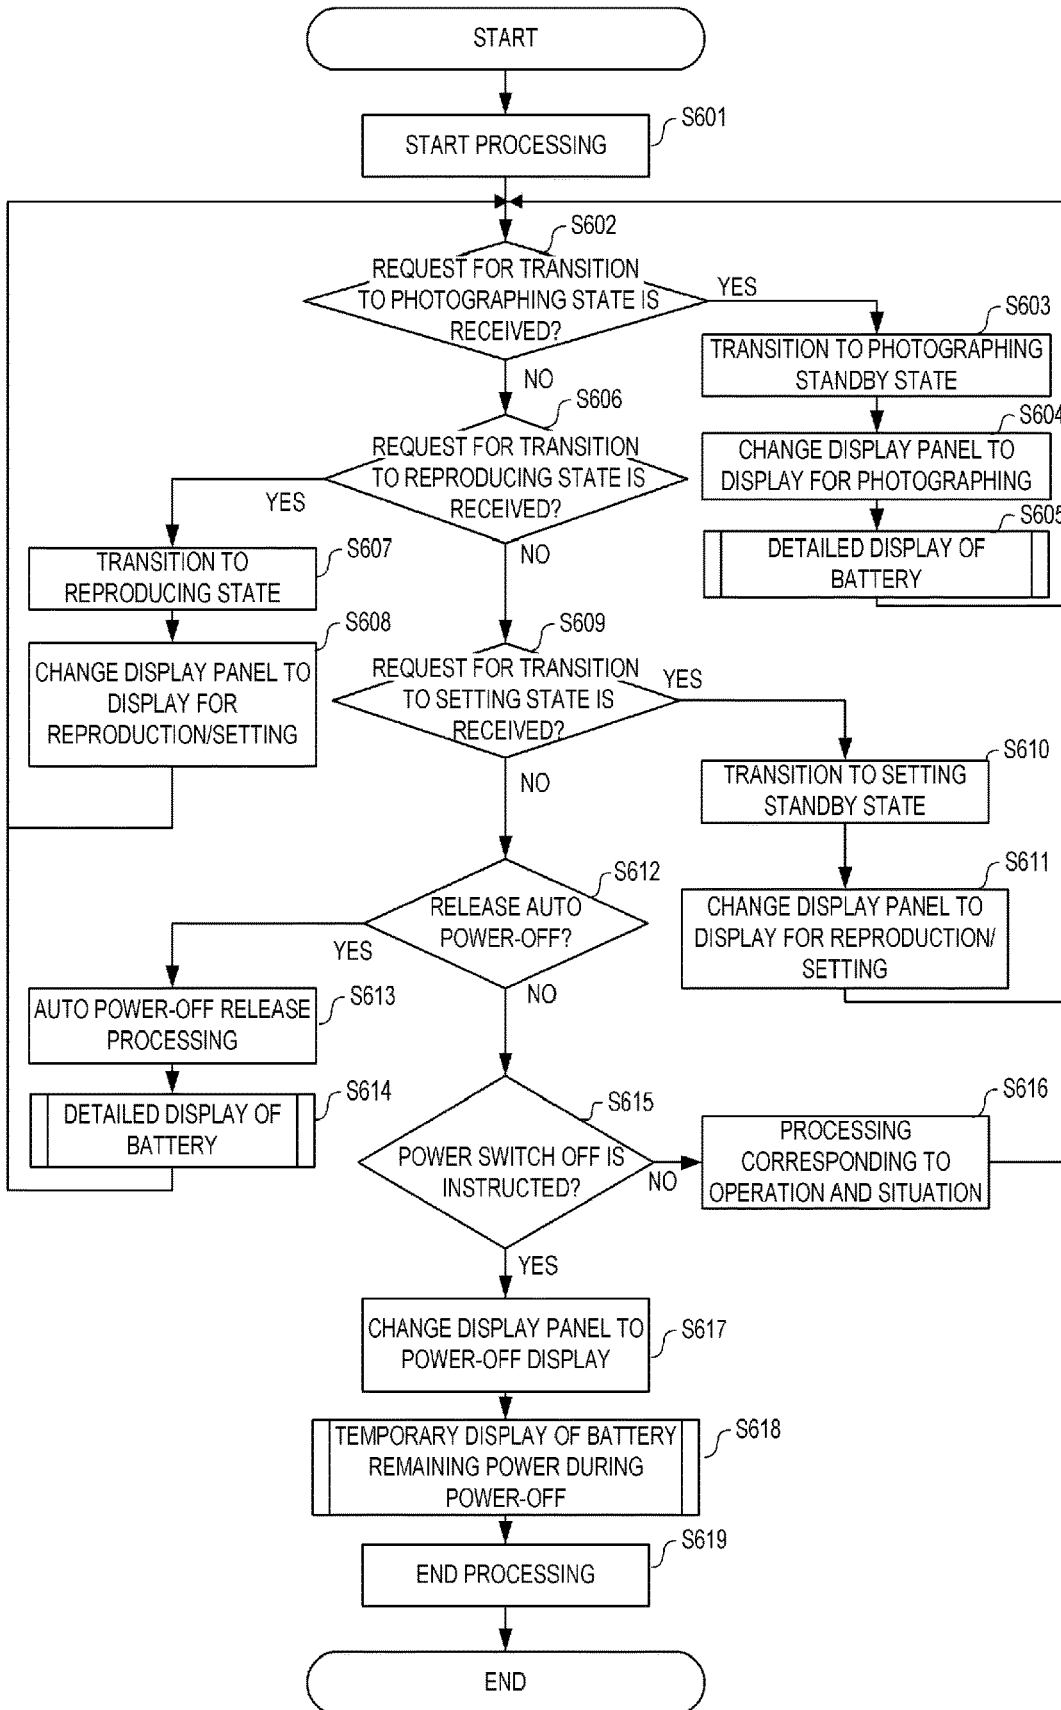 START
S601
START PROCESSING
S602
REQUEST FOR TRANSITION
TO PHOTOGRAPHING STATE IS
RECEIVED?
YES
NO
S603
TRANSITION TO PHOTOGRAPHING
STANDBY STATE
S604
CHANGE DISPLAY PANEL TO
DISPLAY FOR PHOTOGRAPHING
S605
DETAILED DISPLAY OF
BATTERY
S606
REQUEST FOR TRANSITION
TO REPRODUCING STATE IS
RECEIVED?
YES
NO
S607
TRANSITION TO
REPRODUCING STATE
S608
CHANGE DISPLAY PANEL TO
DISPLAY FOR
REPRODUCTION/SETTING
S609
REQUEST FOR TRANSITION
TO SETTING STATE IS
RECEIVED?
YES
NO
S610
TRANSITION TO SETTING
STANDBY STATE
S611
CHANGE DISPLAY PANEL TO
DISPLAY FOR REPRODUCTION/
SETTING
S612
RELEASE AUTO
POWER-OFF?
YES
NO
S613
AUTO POWER-OFF RELEASE
PROCESSING
S614
DETAILED DISPLAY OF
BATTERY
S615
POWER SWITCH OFF IS
INSTRUCTED?
NO
YES
S616
PROCESSING
CORRESPONDING TO
OPERATION AND SITUATION
S617
CHANGE DISPLAY PANEL TO
POWER-OFF DISPLAY
S618
TEMPORARY DISPLAY OF BATTERY
REMAINING POWER DURING
POWER-OFF
S619
END PROCESSING
END